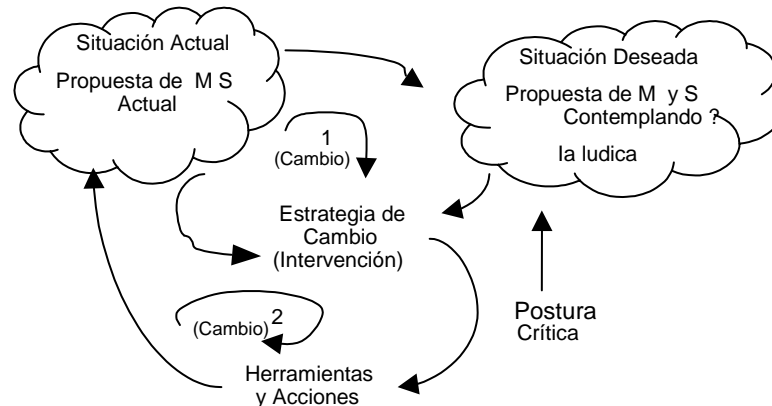 Situación Actual
Propuesta de M S
Actual
Situación Deseada
Propuesta de M y S
Contemplando ?
la ludica
1
(Cambio)
Estrategia de
Cambio
(Intervención)
(Cambio) 2
Postura
Crítica
Herramientas
y Acciones